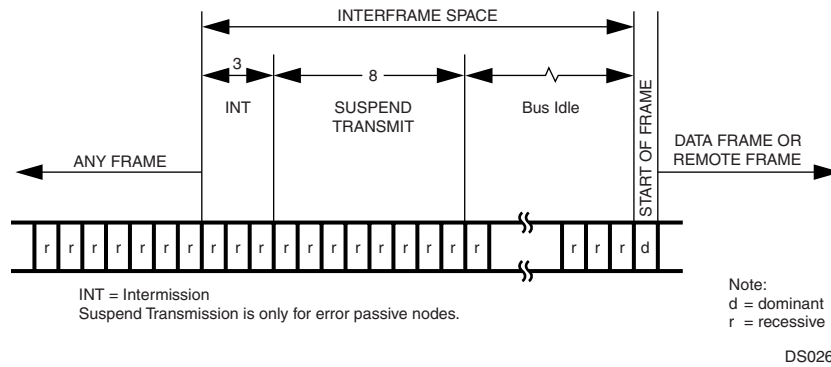 INTERFRAME SPACE
3
8
INT
SUSPEND
TRANSMIT
Bus Idle
START OF FRAME
ANY FRAME
DATA FRAME OR
REMOTE FRAME
r r r r r r r r r r r r r r r r r r r r r r d
INT = Intermission
Suspend Transmission is only for error passive nodes.
Note:
d = dominant
r = recessive
DS026